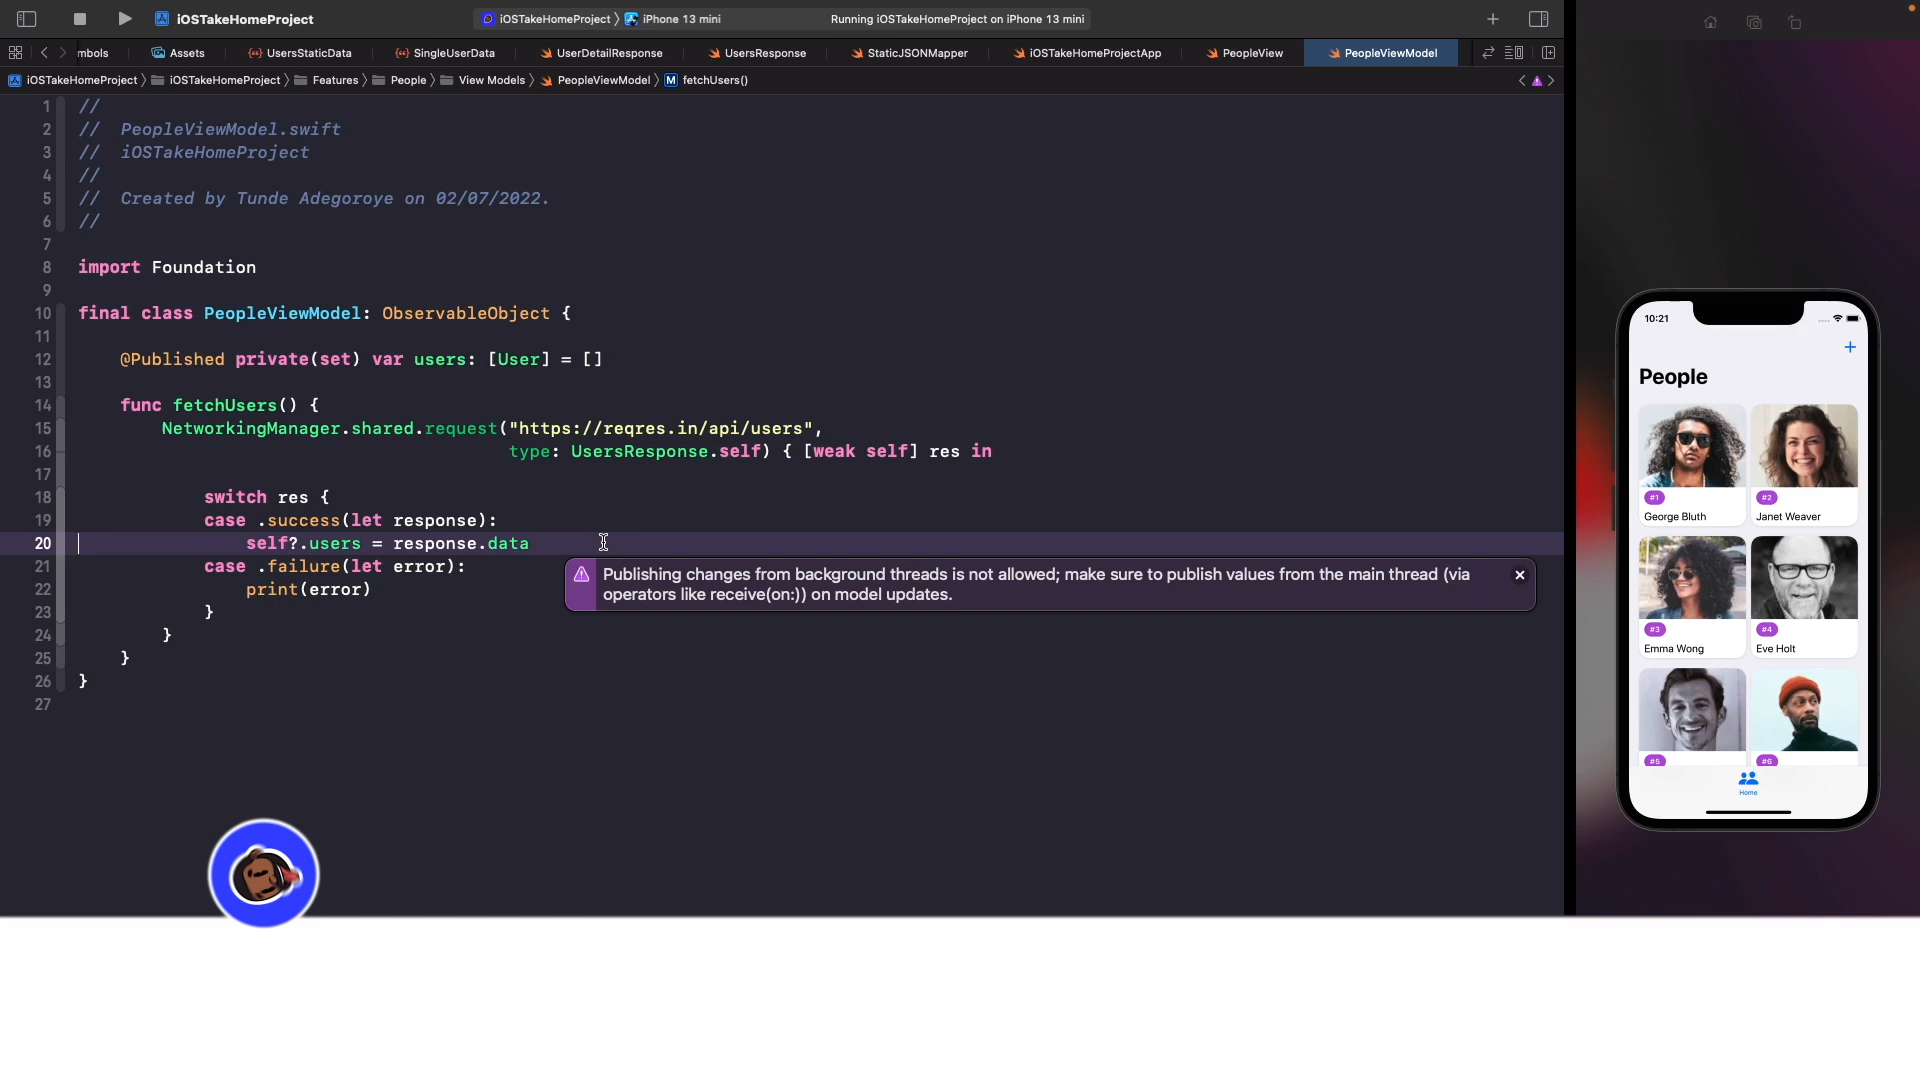 iOSTakeHomeProject
iOSTakeHomeProject 〉 iPhone 13 mini
Running iOSTakeHomeProject on iPhone 13 mini
mbols
Assets
UsersStaticData
SingleUserData
UserDetailResponse
UsersResponse
StaticJSONMapper
iOSTakeHomeProjectApp
PeopleView
PeopleViewModel
iOSTakeHomeProject 〉 iOSTakeHomeProject 〉 Features 〉 People 〉 View Models 〉 PeopleViewModel 〉 M fetchUsers()
1 //
2 //  PeopleViewModel.swift
3 //  iOSTakeHomeProject
4 //
5 //  Created by Tunde Adegoroye on 02/07/2022.
6 //
7
8 import Foundation
9
10 final class PeopleViewModel: ObservableObject {
11
12     @Published private(set) var users: [User] = []
13
14     func fetchUsers() {
15         NetworkingManager.shared.request("https://reqres.in/api/users",
16                                          type: UsersResponse.self) { [weak self] res in
17
18             switch res {
19             case .success(let response):
20                 self?.users = response.data
21             case .failure(let error):
22                 print(error)
23             }
24         }
25     }
26 }
27
Publishing changes from background threads is not allowed; make sure to publish values from the main thread (via
operators like receive(on:)) on model updates.
10:21
People
#1
George Bluth
#2
Janet Weaver
#3
Emma Wong
#4
Eve Holt
#5
#6
Home